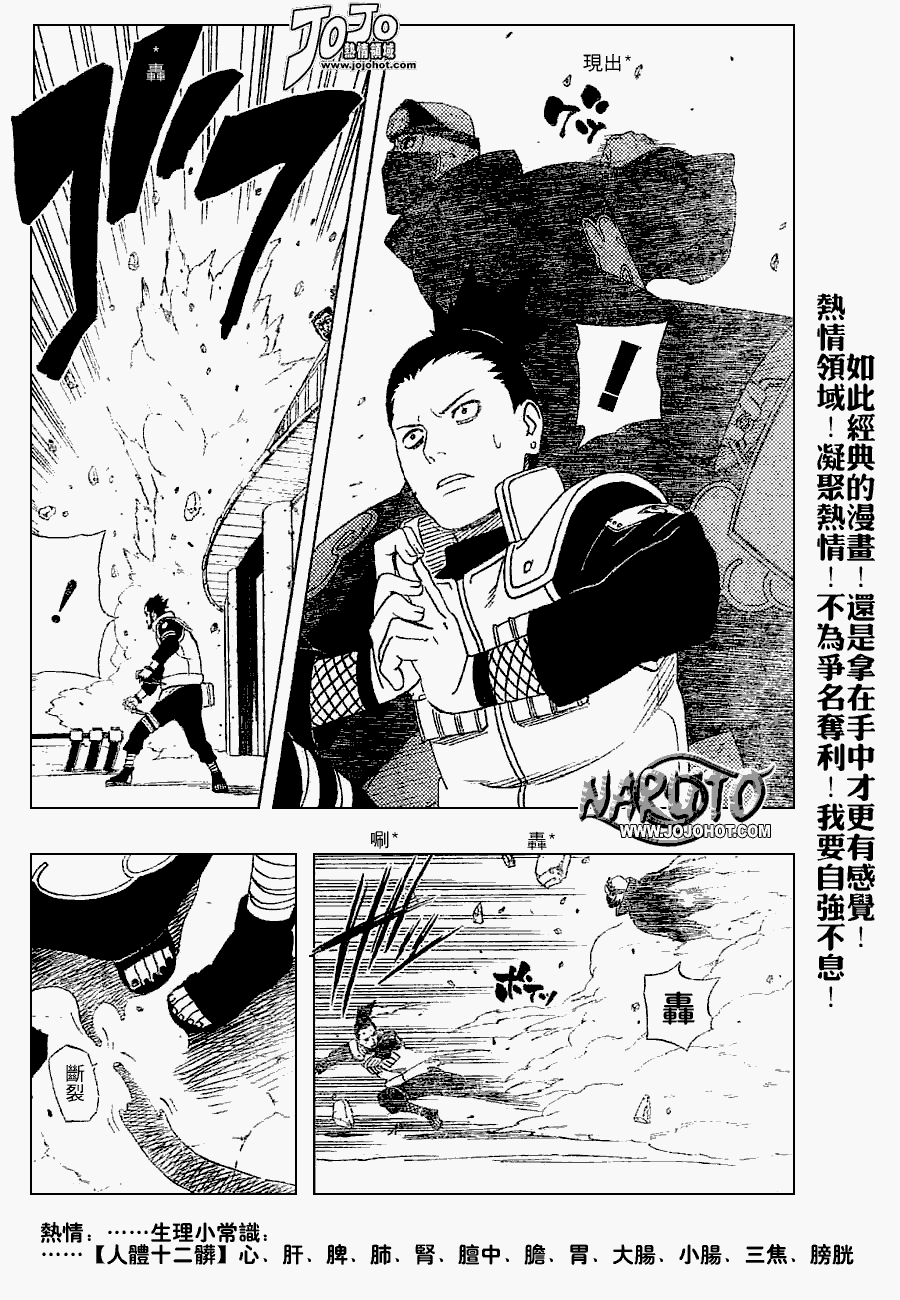 JOJO
熱情領域
www.jojohot.com
現出*
グィ
！
*
轟
グワッ
！
NARUTO
WWW.JOJOHOT.COM
轟*
唰*
轟
ボテッ
斷裂
如此經典的漫畫！還是拿在手中才更有感覺！
熱情領域！凝聚熱情！不為爭名奪利！我要自強不息！
熱情：……生理小常識：
……【人體十二髒】心、肝、脾、肺、腎、膻中、膽、胃、大腸、小腸、三焦、膀胱